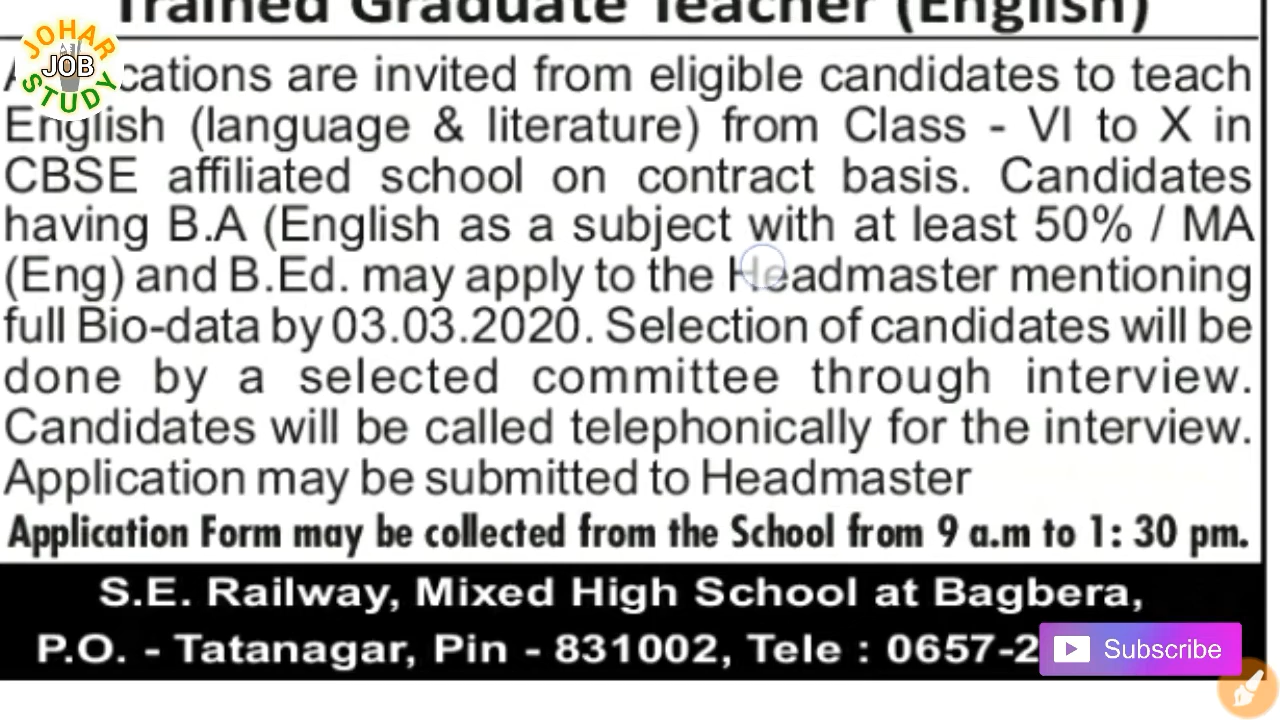 Trained Graduate Teacher (English)
JOHAR
JOB
STUDY
are invited from eligible candidates to teach
English (language & literature) from Class - VI to X in
CBSE affiliated school on contract basis. Candidates
having B.A (English as a subject with at least 50% / MA
(Eng) and B.Ed. may apply to the Headmaster mentioning
full Bio-data by 03.03.2020. Selection of candidates will be
done by a selected committee through interview.
Candidates will be called telephonically for the interview.
Application may be submitted to Headmaster
Application Form may be collected from the School from 9 a.m to 1: 30 pm.
S.E. Railway, Mixed High School at Bagbera,
P.O. - Tatanagar, Pin - 831002, Tele : 0657-2
Subscribe